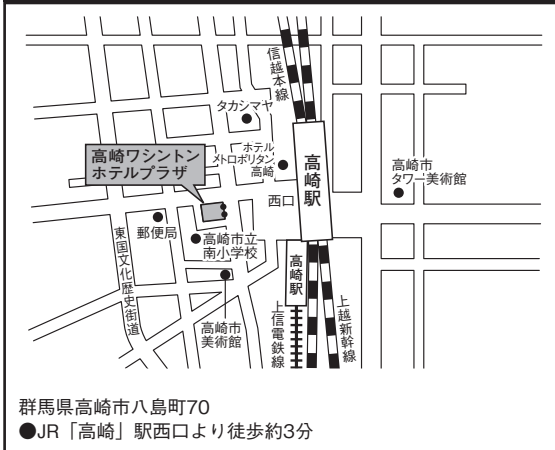 信越本線
タカシマヤ
ホテル
メトロポリタン
高崎
高崎駅
高崎市
タワー美術館
高崎ワシントン
ホテルプラザ
西口
郵便局
高崎市立
南小学校
東国文化歴史街道
高崎駅
高崎市
美術館
上信電鉄線
上越新幹線
群馬県高崎市八島町70
●JR「高崎」駅西口より徒歩約3分